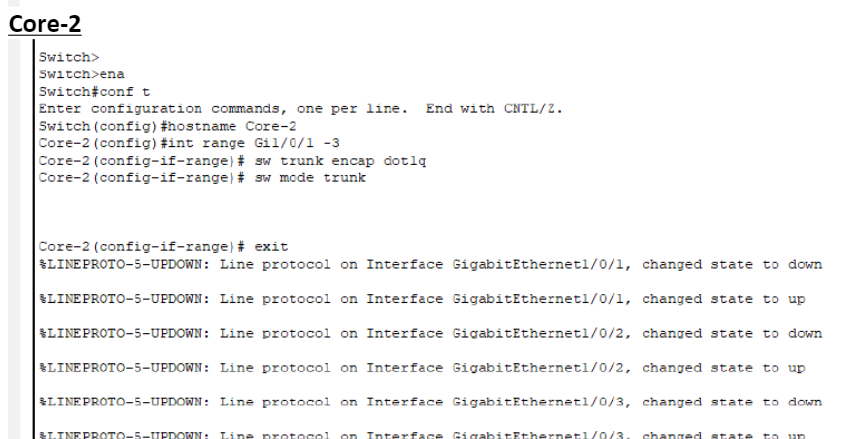 Core-2
Switch>
Switch>ena
Switch#conf t
Enter configuration commands, one per line.  End with CNTL/Z.
Switch(config)#hostname Core-2
Core-2(config)#int range Gi1/0/1 -3
Core-2(config-if-range)# sw trunk encap dot1q
Core-2(config-if-range)# sw mode trunk
Core-2(config-if-range)# exit
%LINEPROTO-5-UPDOWN: Line protocol on Interface GigabitEthernet1/0/1, changed state to down
%LINEPROTO-5-UPDOWN: Line protocol on Interface GigabitEthernet1/0/1, changed state to up
%LINEPROTO-5-UPDOWN: Line protocol on Interface GigabitEthernet1/0/2, changed state to down
%LINEPROTO-5-UPDOWN: Line protocol on Interface GigabitEthernet1/0/2, changed state to up
%LINEPROTO-5-UPDOWN: Line protocol on Interface GigabitEthernet1/0/3, changed state to down
%LINEPROTO-5-UPDOWN: Line protocol on Interface GigabitEthernet1/0/3, changed state to up